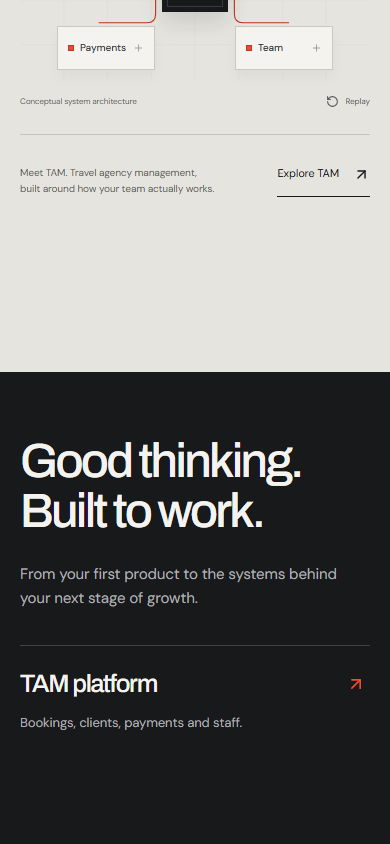 Payments
Team
Conceptual system architecture
Replay
Meet TAM. Travel agency management,
built around how your team actually works.
Explore TAM
Good thinking.
Built to work.
From your first product to the systems behind
your next stage of growth.
TAM platform
Bookings, clients, payments and staff.